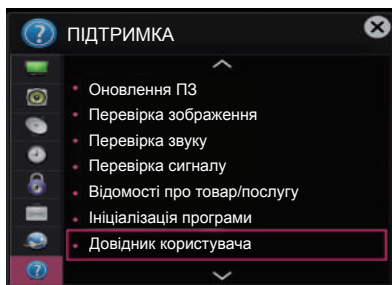 ПІДТРИМКА
Оновлення ПЗ
Перевірка зображення
Перевірка звуку
Перевірка сигналу
Відомості про товар/послугу
Ініціалізація програми
Довідник користувача